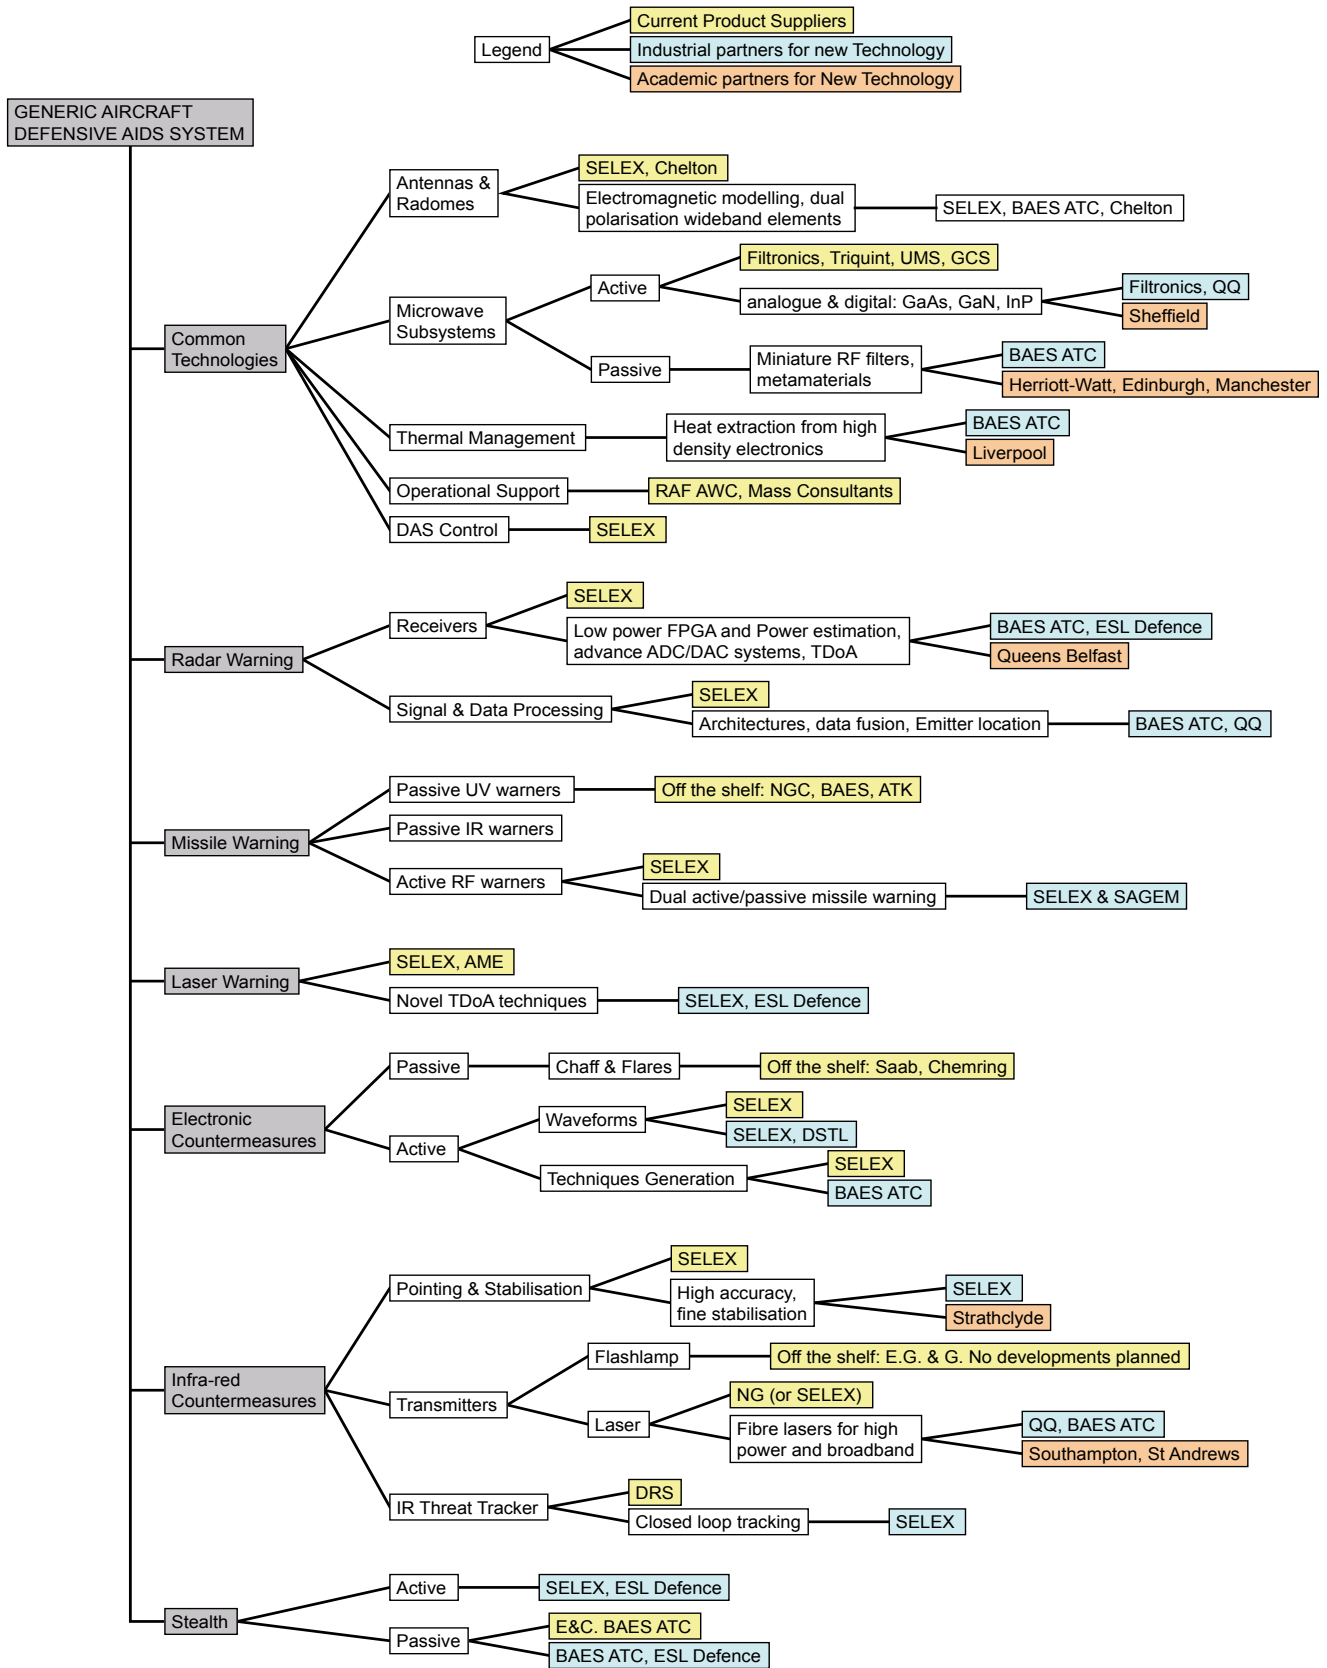 Legend
Current Product Suppliers
Industrial partners for new Technology
Academic partners for New Technology
GENERIC AIRCRAFT
DEFENSIVE AIDS SYSTEM
Common
Technologies
Antennas &
Radomes
SELEX, Chelton
Electromagnetic modelling, dual
polarisation wideband elements
SELEX, BAES ATC, Chelton
Microwave
Subsystems
Active
Filtronics, Triquint, UMS, GCS
analogue & digital: GaAs, GaN, InP
Filtronics, QQ
Sheffield
Passive
Miniature RF filters,
metamaterials
BAES ATC
Herriott-Watt, Edinburgh, Manchester
Thermal Management
Heat extraction from high
density electronics
BAES ATC
Liverpool
Operational Support
RAF AWC, Mass Consultants
DAS Control
SELEX
Radar Warning
Receivers
SELEX
Low power FPGA and Power estimation,
advance ADC/DAC systems, TDoA
BAES ATC, ESL Defence
Queens Belfast
Signal & Data Processing
SELEX
Architectures, data fusion, Emitter location
BAES ATC, QQ
Missile Warning
Passive UV warners
Off the shelf: NGC, BAES, ATK
Passive IR warners
Active RF warners
SELEX
Dual active/passive missile warning
SELEX & SAGEM
Laser Warning
SELEX, AME
Novel TDoA techniques
SELEX, ESL Defence
Electronic
Countermeasures
Passive
Chaff & Flares
Off the shelf: Saab, Chemring
Active
Waveforms
SELEX
SELEX, DSTL
Techniques Generation
SELEX
BAES ATC
Infra-red
Countermeasures
Pointing & Stabilisation
SELEX
High accuracy,
fine stabilisation
SELEX
Strathclyde
Transmitters
Flashlamp
Off the shelf: E.G. & G. No developments planned
Laser
NG (or SELEX)
Fibre lasers for high
power and broadband
QQ, BAES ATC
Southampton, St Andrews
IR Threat Tracker
DRS
Closed loop tracking
SELEX
Stealth
Active
SELEX, ESL Defence
Passive
E&C. BAES ATC
BAES ATC, ESL Defence